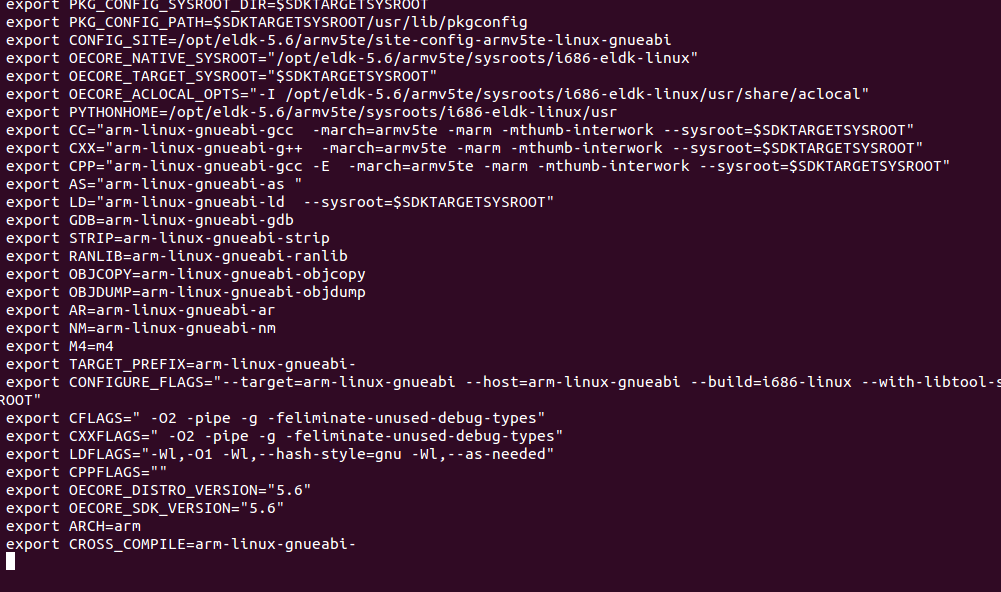 export PKG_CONFIG_SYSROOT_DIR=$SDKTARGETSYSROOT
export PKG_CONFIG_PATH=$SDKTARGETSYSROOT/usr/lib/pkgconfig
export CONFIG_SITE=/opt/eldk-5.6/armv5te/site-config-armv5te-linux-gnueabi
export OECORE_NATIVE_SYSROOT="/opt/eldk-5.6/armv5te/sysroots/i686-eldk-linux"
export OECORE_TARGET_SYSROOT="$SDKTARGETSYSROOT"
export OECORE_ACLOCAL_OPTS="-I /opt/eldk-5.6/armv5te/sysroots/i686-eldk-linux/usr/share/aclocal"
export PYTHONHOME=/opt/eldk-5.6/armv5te/sysroots/i686-eldk-linux/usr
export CC="arm-linux-gnueabi-gcc  -march=armv5te -marm -mthumb-interwork --sysroot=$SDKTARGETSYSROOT"
export CXX="arm-linux-gnueabi-g++  -march=armv5te -marm -mthumb-interwork --sysroot=$SDKTARGETSYSROOT"
export CPP="arm-linux-gnueabi-gcc -E  -march=armv5te -marm -mthumb-interwork --sysroot=$SDKTARGETSYSROOT"
export AS="arm-linux-gnueabi-as "
export LD="arm-linux-gnueabi-ld  --sysroot=$SDKTARGETSYSROOT"
export GDB=arm-linux-gnueabi-gdb
export STRIP=arm-linux-gnueabi-strip
export RANLIB=arm-linux-gnueabi-ranlib
export OBJCOPY=arm-linux-gnueabi-objcopy
export OBJDUMP=arm-linux-gnueabi-objdump
export AR=arm-linux-gnueabi-ar
export NM=arm-linux-gnueabi-nm
export M4=m4
export TARGET_PREFIX=arm-linux-gnueabi-
export CONFIGURE_FLAGS="--target=arm-linux-gnueabi --host=arm-linux-gnueabi --build=i686-linux --with-libtool-s
ROOT"
export CFLAGS=" -O2 -pipe -g -feliminate-unused-debug-types"
export CXXFLAGS=" -O2 -pipe -g -feliminate-unused-debug-types"
export LDFLAGS="-Wl,-O1 -Wl,--hash-style=gnu -Wl,--as-needed"
export CPPFLAGS=""
export OECORE_DISTRO_VERSION="5.6"
export OECORE_SDK_VERSION="5.6"
export ARCH=arm
export CROSS_COMPILE=arm-linux-gnueabi-